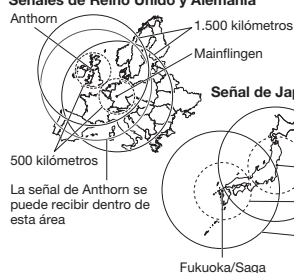 Señales de Reino Unido y Alemania
Anthorn
1.500 kilómetros
Mainflingen
500 kilómetros
La señal de Anthorn se
puede recibir dentro de
esta área
Señal de
Fukuoka/Saga